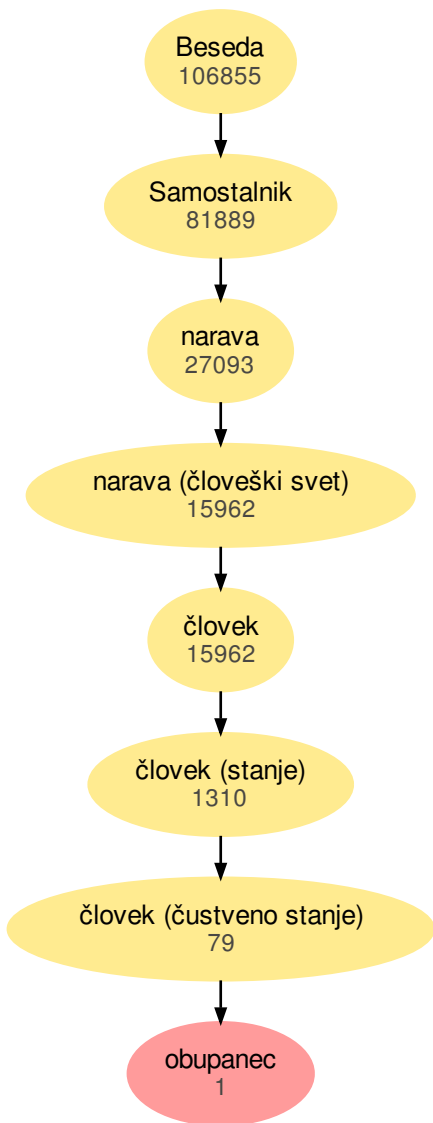 Beseda
106855
Samostalnik
81889
narava
27093
narava (človeški svet)
15962
človek
15962
človek (stanje)
1310
človek (čustveno stanje)
79
obupanec
1